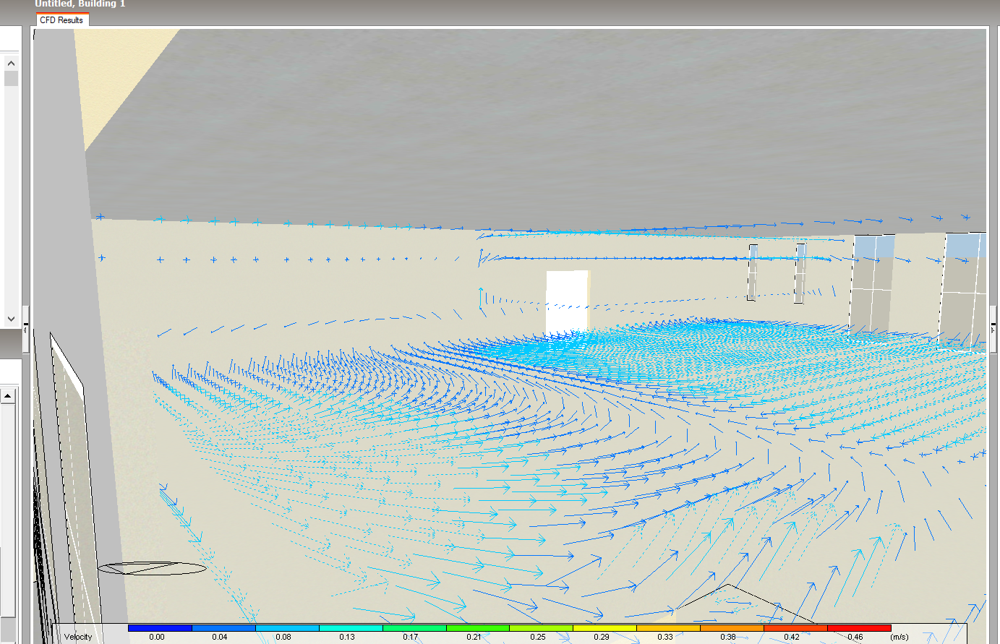 Untitled, Building 1
CFD Results
Velocity 0.00 0.04 0.08 0.13 0.17 0.21 0.25 0.29 0.33 0.38 0.42 0.46 (m/s)